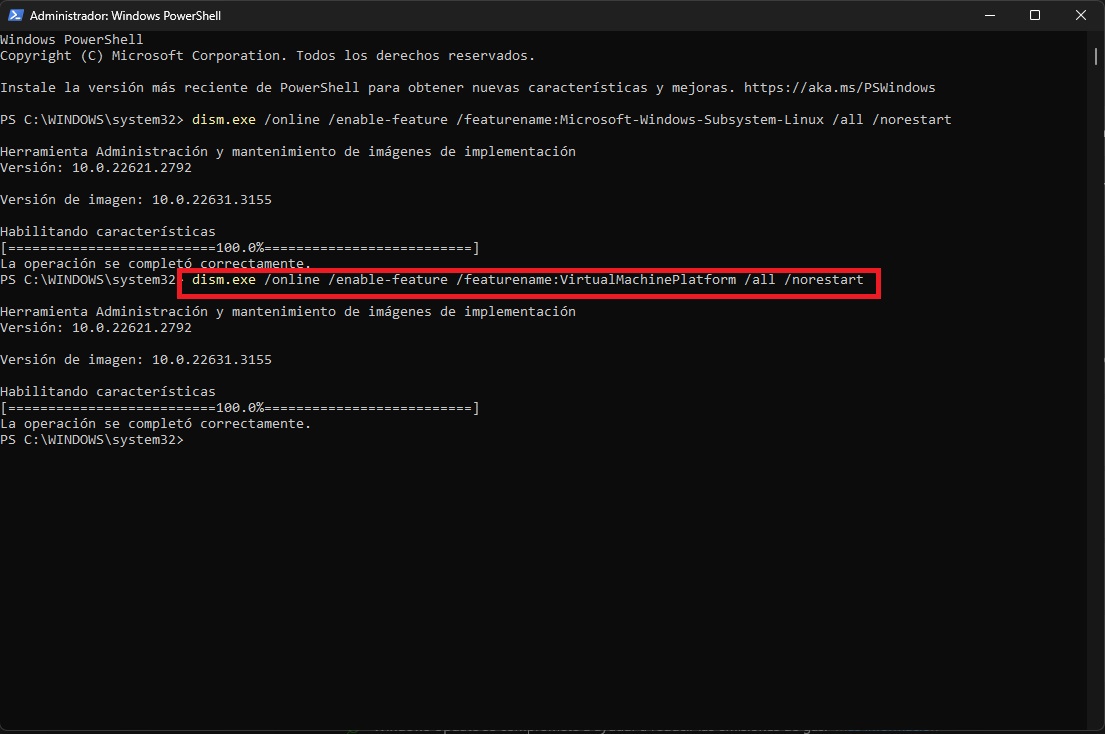 Administrador: Windows PowerShell
Windows PowerShell
Copyright (C) Microsoft Corporation. Todos los derechos reservados.
Instale la versión más reciente de PowerShell para obtener nuevas características y mejoras. https://aka.ms/PSWindows
PS C:\WINDOWS\system32> dism.exe /online /enable-feature /featurename:Microsoft-Windows-Subsystem-Linux /all /norestart
Herramienta Administración y mantenimiento de imágenes de implementación
Versión: 10.0.22621.2792
Versión de imagen: 10.0.22631.3155
Habilitando características
[==========================100.0%==========================]
La operación se completó correctamente.
PS C:\WINDOWS\system32> dism.exe /online /enable-feature /featurename:VirtualMachinePlatform /all /norestart
Herramienta Administración y mantenimiento de imágenes de implementación
Versión: 10.0.22621.2792
Versión de imagen: 10.0.22631.3155
Habilitando características
[==========================100.0%==========================]
La operación se completó correctamente.
PS C:\WINDOWS\system32>